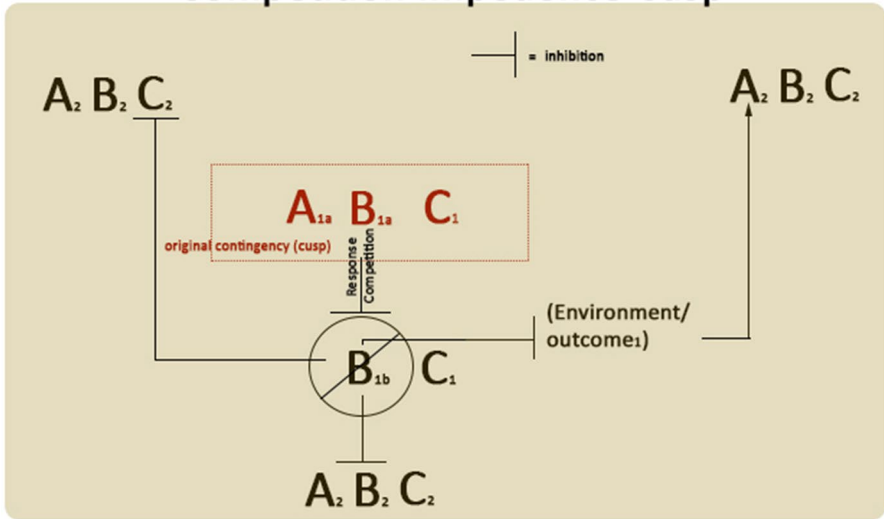 = inhibition
A2 B2 C2
A2 B2 C2
A1a B1a C1
original contingency (cusp)
Response
Competition
(Environment/
outcome1)
B1b C1
A2 B2 C2